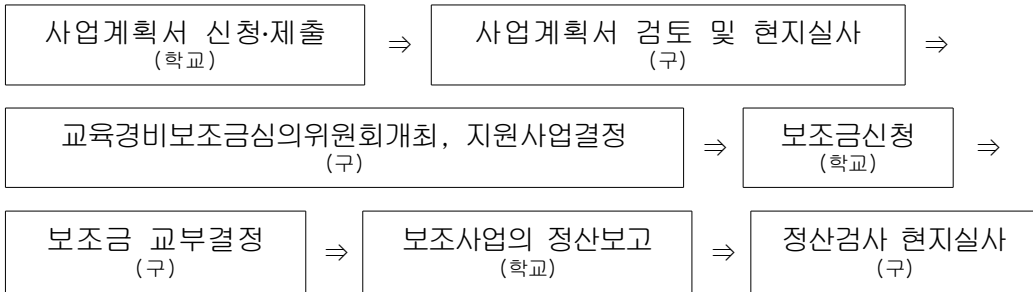 사업계획서 신청·제출 ⇒ 사업계획서 검토 및 현지실사 ⇒
(학교) (구)
교육경비보조금심의위원회개최, 지원사업결정 ⇒ 보조금신청 ⇒
(구) (학교)
보조금 교부결정 ⇒ 보조사업의 정산보고 ⇒ 정산검사 현지실사
(구) (학교) (구)